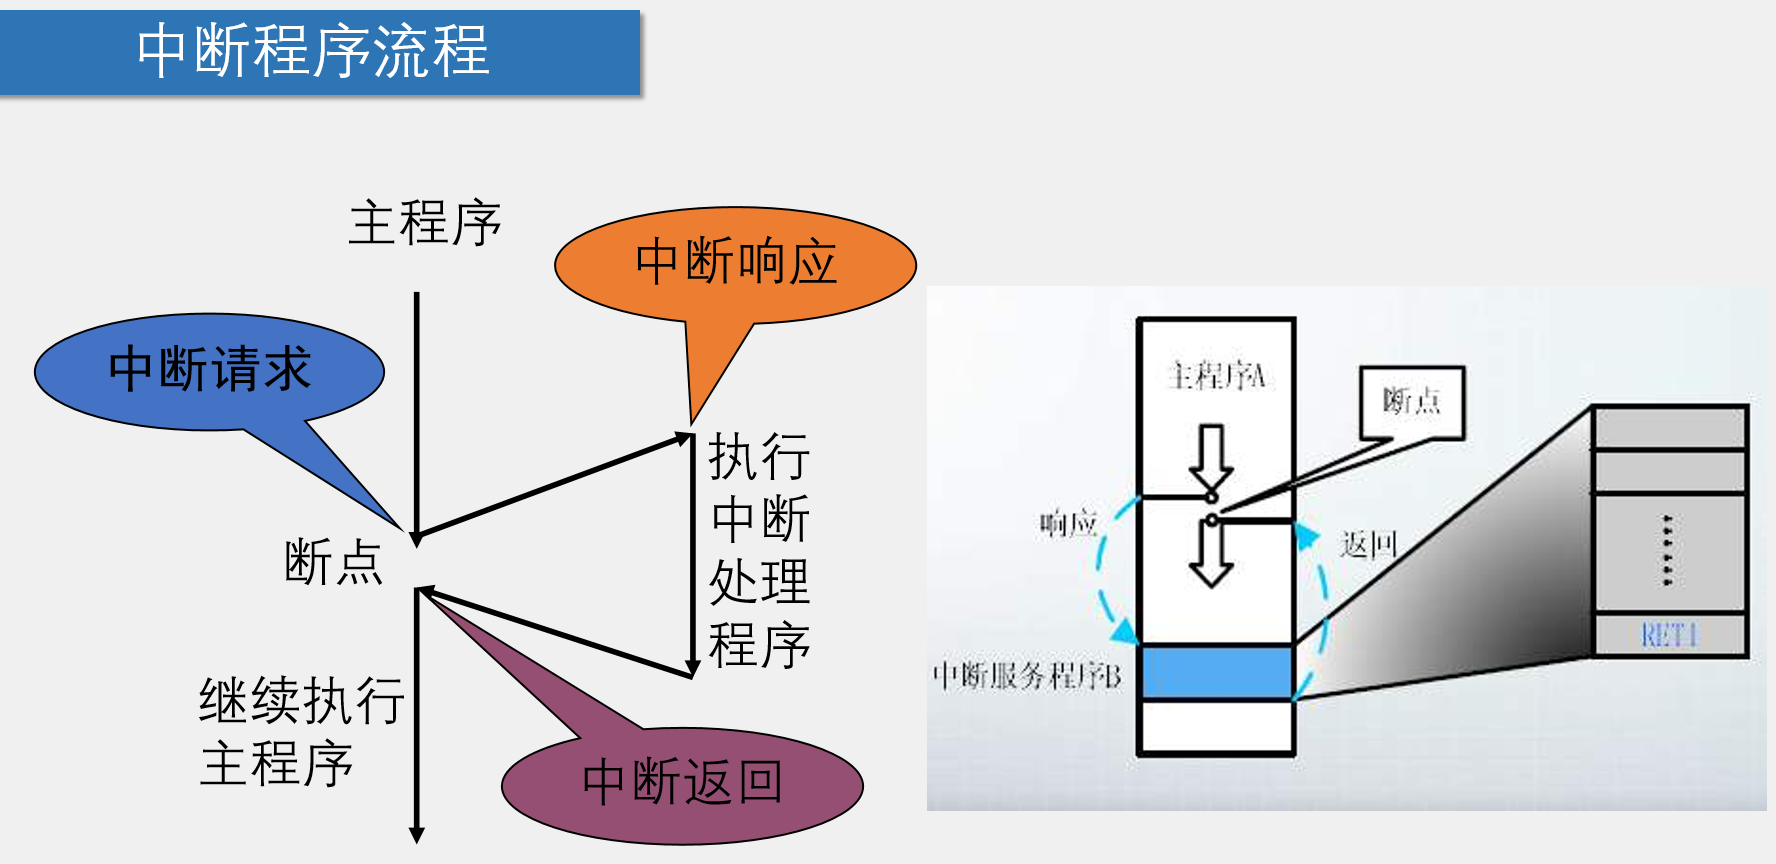 中断程序流程
主程序
中断响应
中断请求
执行
中断
处理
程序
断点
继续执行
主程序
中断返回
主程序A
断点
响应
返回
中断服务程序B
RETI